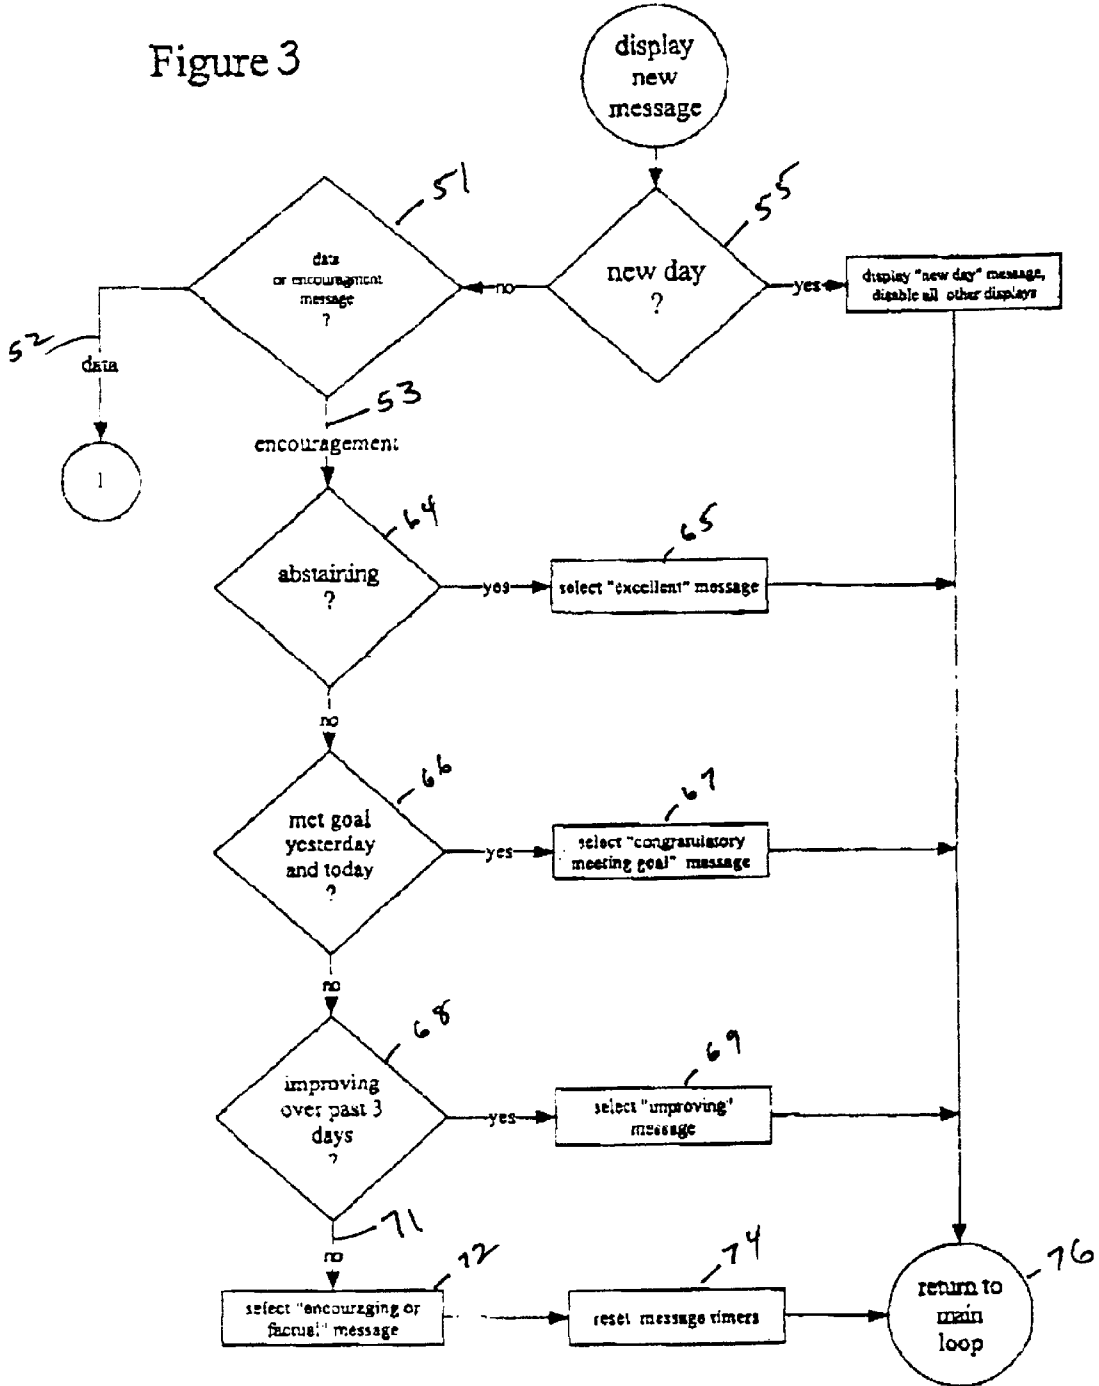 Figure 3
display
new
message
51
55
data
or encouragment
message
?
no
new day
?
yes
display "new day" message,
disable all other displays
52
data
1
53
encouragement
64
abstaining
?
yes
65
select "excellent" message
no
66
met goal
yesterday
and today
?
yes
67
select "congratulatory
meeting goal" message
no
68
improving
over past 3
days
?
yes
69
select "improving"
message
71
no
72
select "encouraging or
factual" message
74
reset message timers
76
return to
main
loop